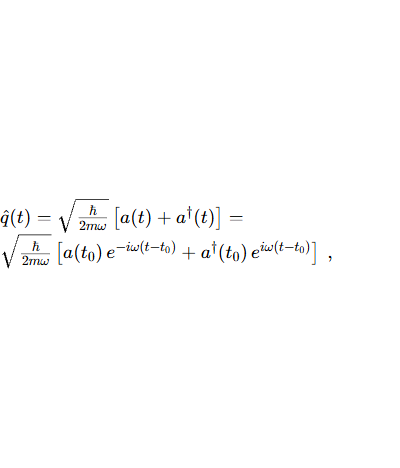 q̂(t) = √(ħ/2mω) [a(t) + a†(t)] =
√(ħ/2mω) [a(t₀) e^{−iω(t−t₀)} + a†(t₀) e^{iω(t−t₀)}] ,